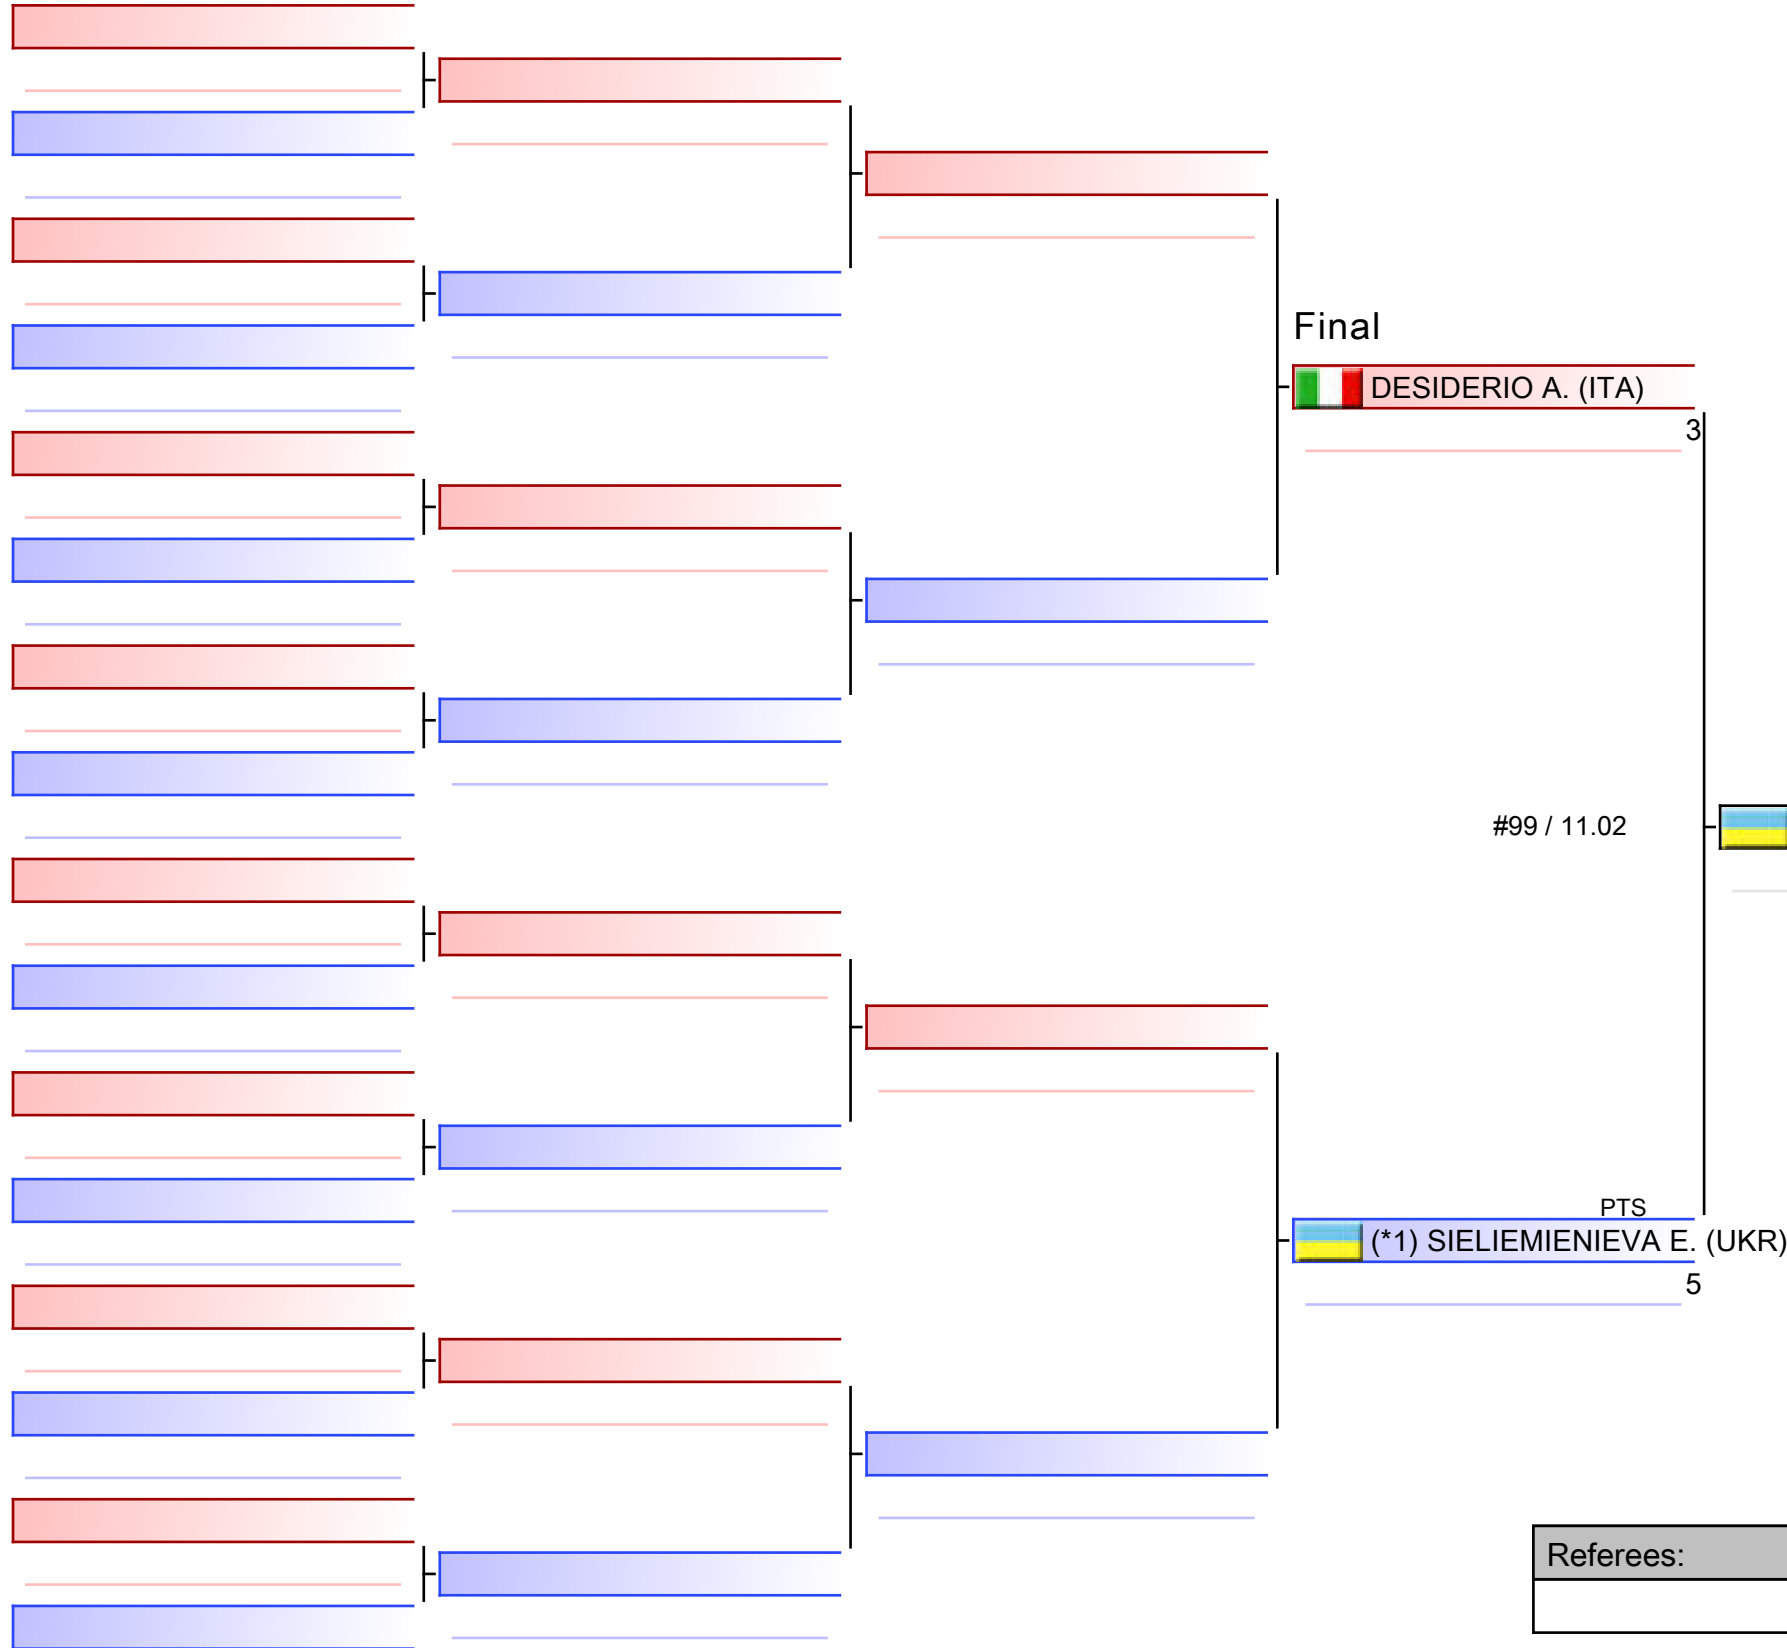 Final
DESIDERIO A. (ITA)
3
#99 / 11.02
PTS
(*1) SIELIEMIENIEVA E. (UKR)
5
Referees: